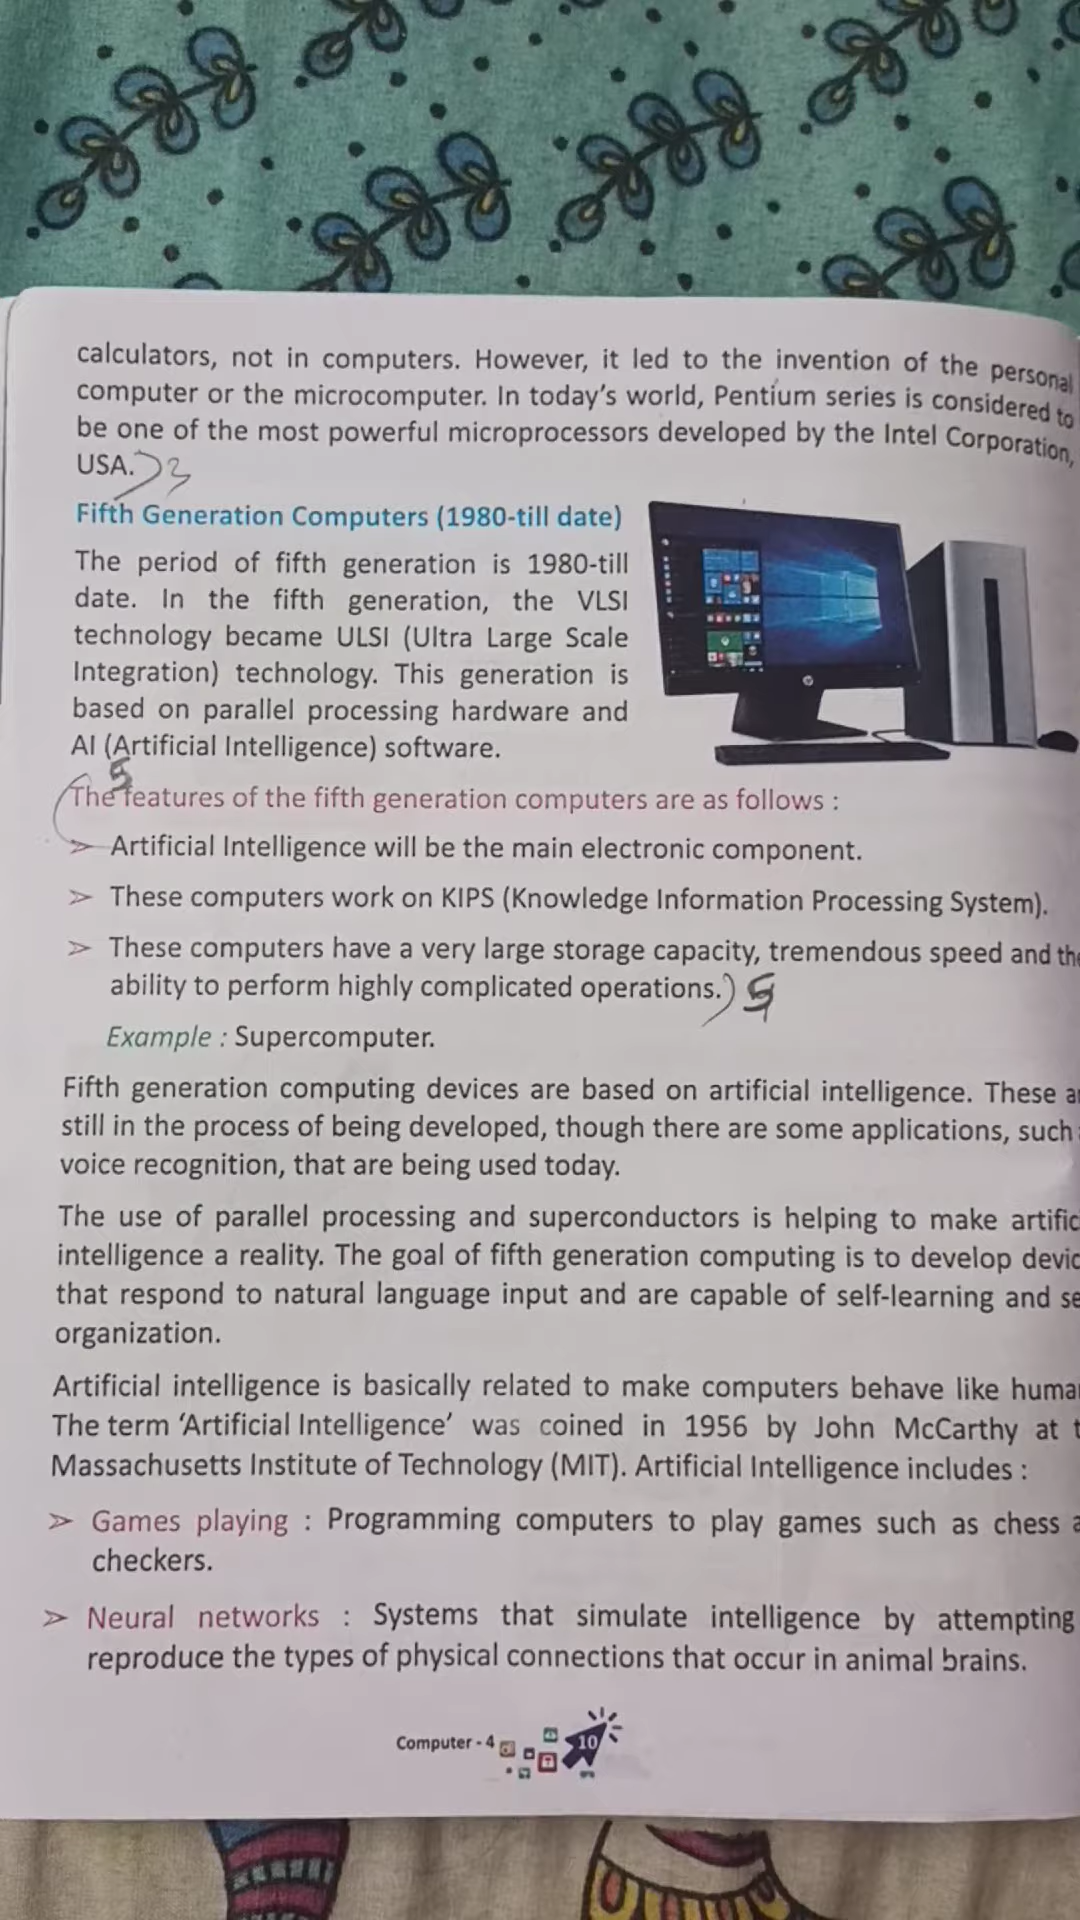 calculators, not in computers. However, it led to the invention of the personal
computer or the microcomputer. In today's world, Pentium series is considered to
be one of the most powerful microprocessors developed by the Intel Corporation,
USA.
3
Fifth Generation Computers (1980-till date)
The period of fifth generation is 1980-till
date. In the fifth generation, the VLSI
technology became ULSI (Ultra Large Scale
Integration) technology. This generation is
based on parallel processing hardware and
AI (Artificial Intelligence) software.
5
The features of the fifth generation computers are as follows :
➢ Artificial Intelligence will be the main electronic component.
➢ These computers work on KIPS (Knowledge Information Processing System).
➢ These computers have a very large storage capacity, tremendous speed and the
ability to perform highly complicated operations.
5
Example : Supercomputer.
Fifth generation computing devices are based on artificial intelligence. These
still in the process of being developed, though there are some applications, such
voice recognition, that are being used today.
The use of parallel processing and superconductors is helping to make
intelligence a reality. The goal of fifth generation computing is to develop
that respond to natural language input and are capable of self-learning and
organization.
Artificial intelligence is basically related to make computers behave like
The term 'Artificial Intelligence' was coined in 1956 by John McCarthy at
Massachusetts Institute of Technology (MIT). Artificial Intelligence includes :
➢ Games playing : Programming computers to play games such as chess
checkers.
➢ Neural networks : Systems that simulate intelligence by attempting
reproduce the types of physical connections that occur in animal brains.
Computer - 4
10